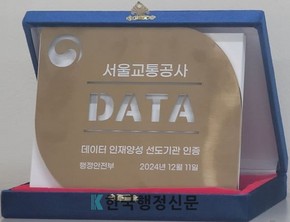 서울교통공사
DATA
데이터 인재양성 선도기관 인증
행정안전부 2024년 12월 11일
K한국행정신문